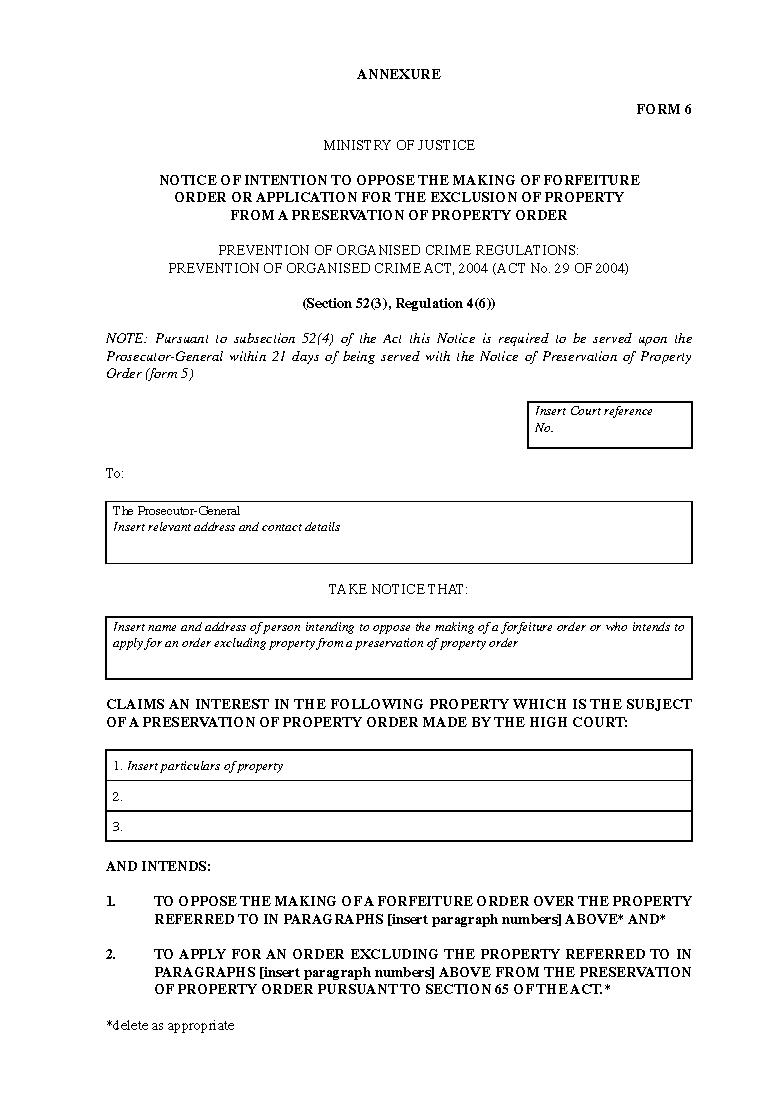 ANNEXURE
FORM 6
MINISTRY OF JUSTICE
NOTICE OF INTENTION TO OPPOSE THE MAKING OF FORFEITURE
ORDER OR APPLICATION FOR THE EXCLUSION OF PROPERTY
FROM A PRESERVATION OF PROPERTY ORDER
PREVENTION OF ORGANISED CRIME REGULATIONS:
PREVENTION OF ORGANISED CRIME ACT, 2004 (ACT No. 29 OF 2004)
(Section 52(3), Regulation 4(6))
NOTE: Pursuant to subsection 52(4) of the Act this Notice is required to be served upon the
Prosecutor-General within 21 days of being served with the Notice of Preservation of Property
Order (form 5)
Insert Court reference
No.
To:
The Prosecutor-General
Insert relevant address and contact details
TAKE NOTICE THAT:
Insert name and address of person intending to oppose the making of a forfeiture order or who intends to
apply for an order excluding property from a preservation of property order
CLAIMS AN INTEREST IN THE FOLLOWING PROPERTY WHICH IS THE SUBJECT
OF A PRESERVATION OF PROPERTY ORDER MADE BY THE HIGH COURT:
1. Insert particulars of property
2.
3.
AND INTENDS:
1. TO OPPOSE THE MAKING OF A FORFEITURE ORDER OVER THE PROPERTY
REFERRED TO IN PARAGRAPHS [insert paragraph numbers] ABOVE* AND*
2. TO APPLY FOR AN ORDER EXCLUDING THE PROPERTY REFERRED TO IN
PARAGRAPHS [insert paragraph numbers] ABOVE FROM THE PRESERVATION
OF PROPERTY ORDER PURSUANT TO SECTION 65 OF THE ACT.*
*delete as appropriate